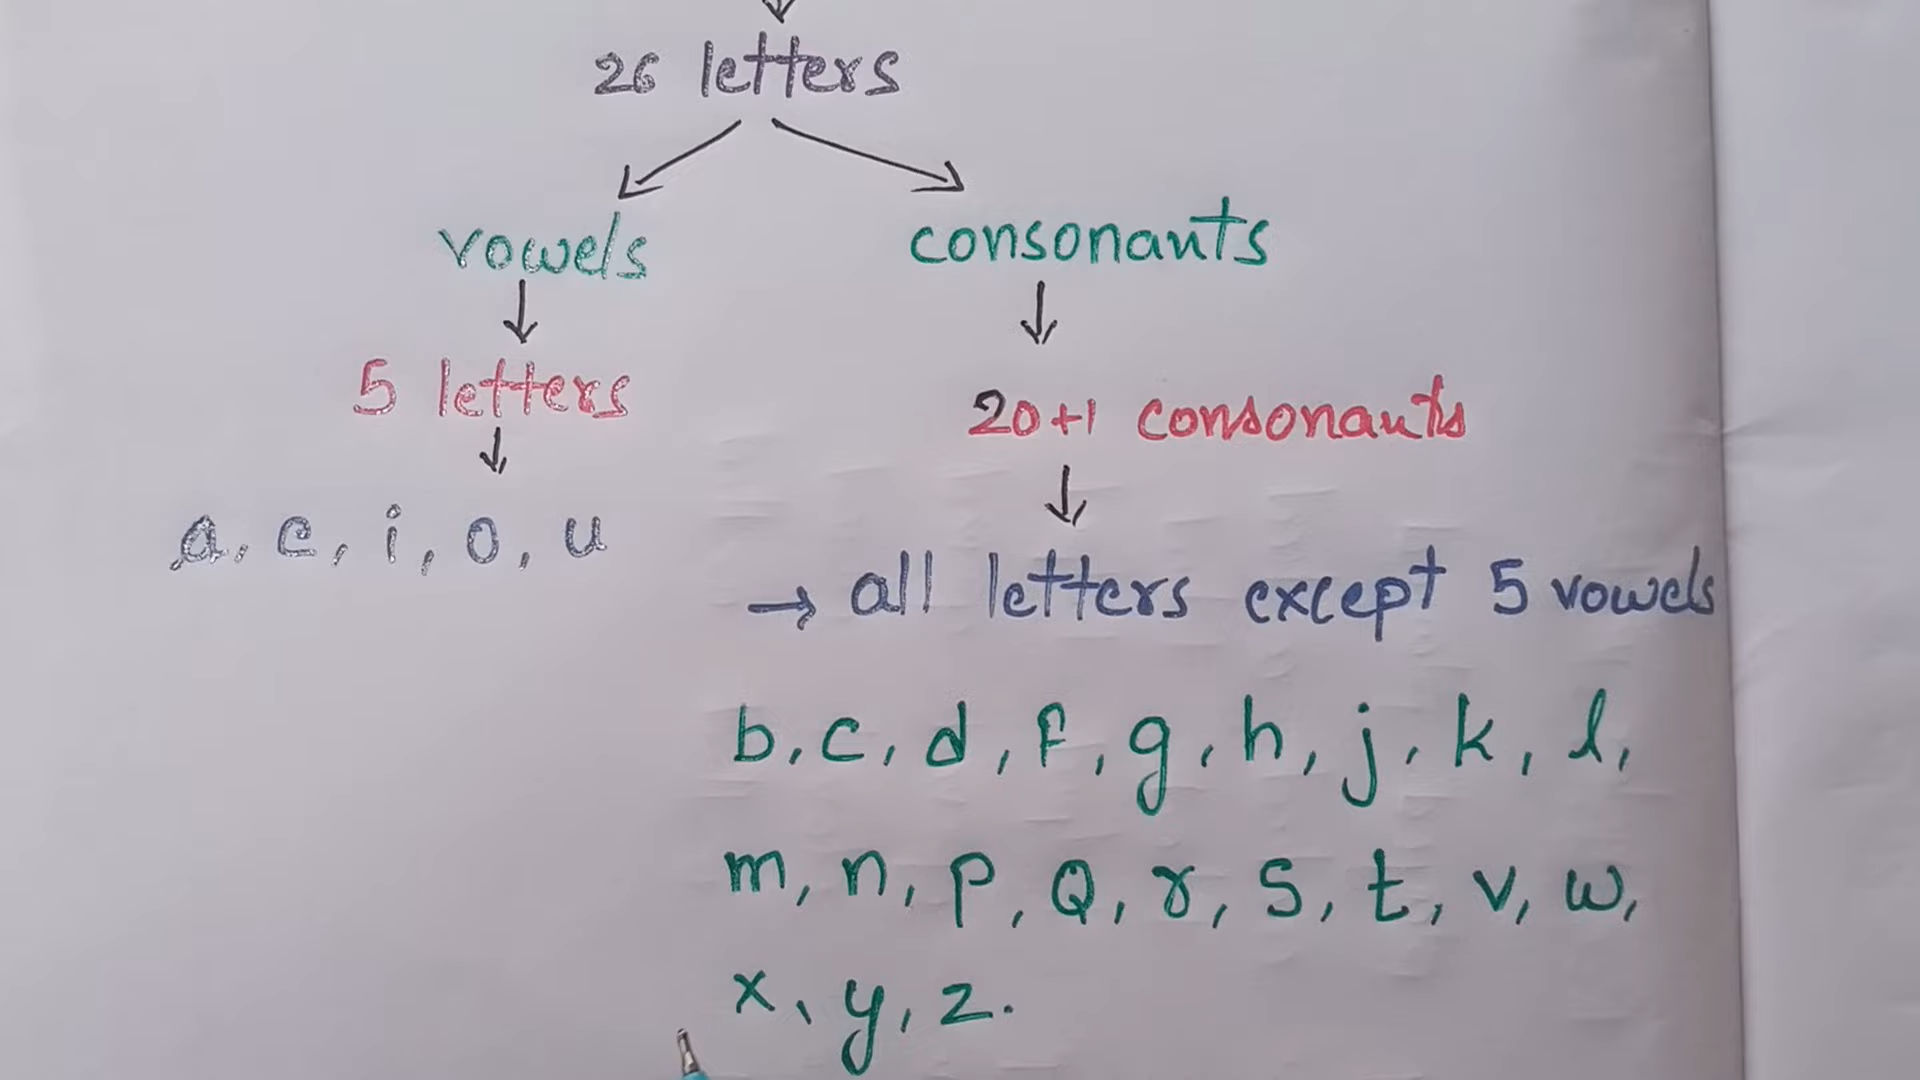 26 letters
vowels
consonants
5 letters
20+1 consonants
a, e, i, o, u
→ all letters except 5 vowels
b, c, d, f, g, h, j, k, l,
m, n, p, Q, r, s, t, v, w,
x, y, z.